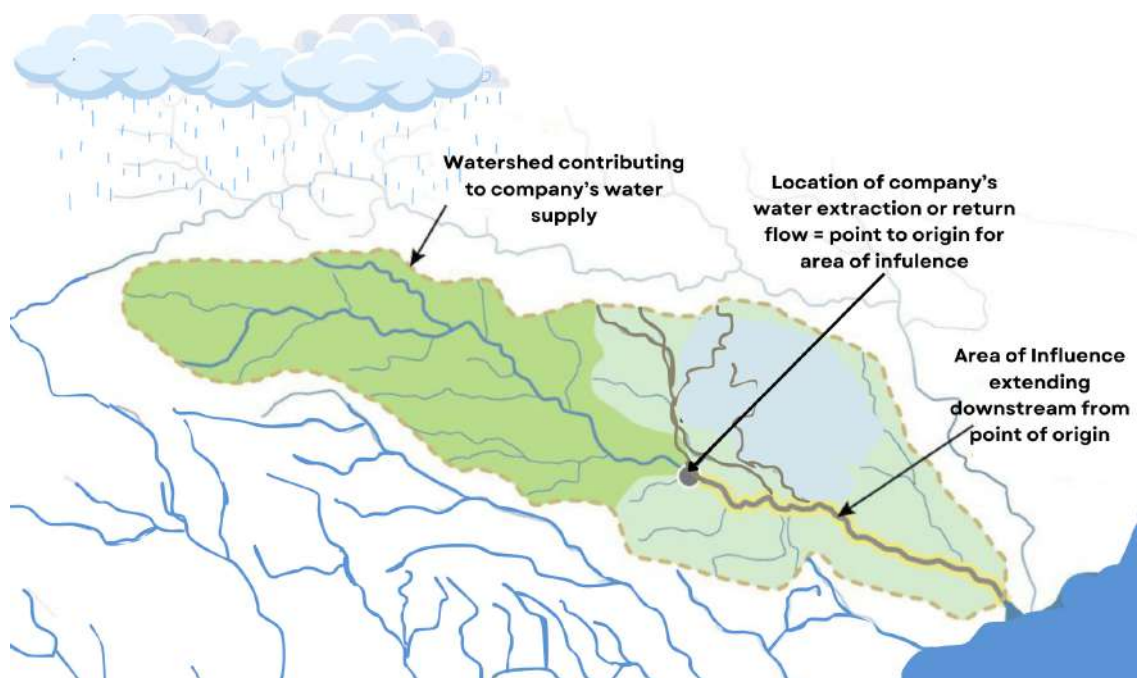 Watershed contributing
to company's water
supply
Location of company's
water extraction or return
flow = point to origin for
area of infulence
Area of Influence
extending
downstream from
point of origin